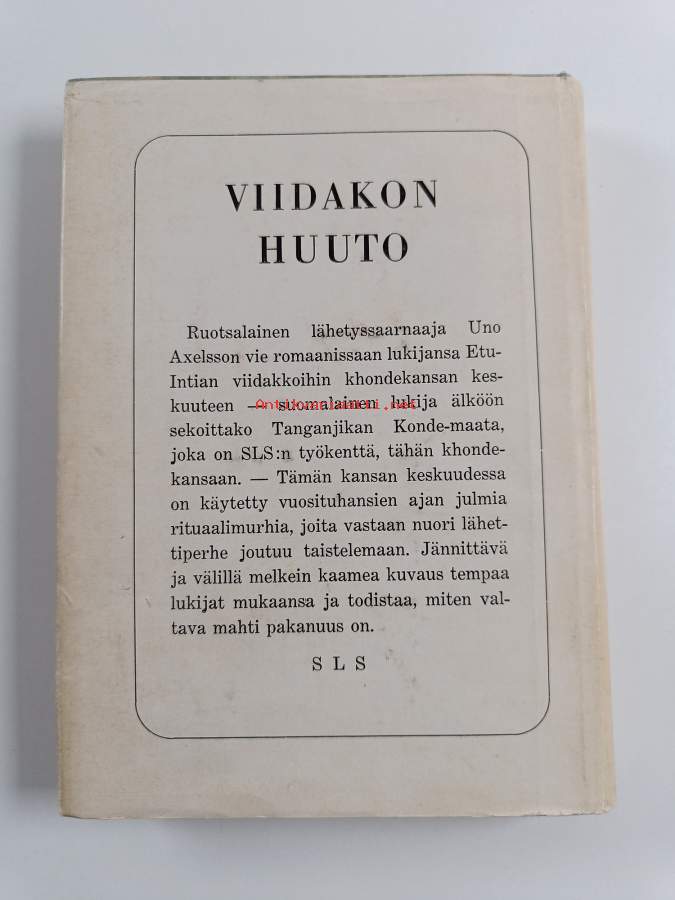 VIIDAKON
HUUTO
Ruotsalainen lähetyssaarnaaja Uno
Axelsson vie romaanissaan lukijansa Etu-
Intian viidakkoihin khondekansan kes-
kuuteen — suomalainen lukija älköön
Antikvariaatti.net
sekoittako Tanganjikan Konde-maata,
joka on SLS:n työkenttä, tähän khonde-
kansaan. — Tämän kansan keskuudessa
on käytetty vuosituhansien ajan julmia
rituaalimurhia, joita vastaan nuori lähet-
tiperhe joutuu taistelemaan. Jännittävä
ja välillä melkein kaamea kuvaus tempaa
lukijat mukaansa ja todistaa, miten val-
tava mahti pakanuus on.
S L S